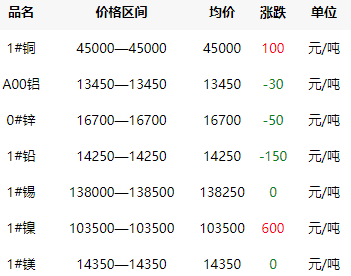 品名 价格区间 均价 涨跌 单位
1#铜 45000—45000 45000 100 元/吨
A00铝 13450—13450 13450 -30 元/吨
0#锌 16700—16700 16700 -50 元/吨
1#铅 14250—14250 14250 -150 元/吨
1#锡 138000—138500 138250 0 元/吨
1#镍 103500—103500 103500 600 元/吨
1#镁 14350—14350 14350 0 元/吨